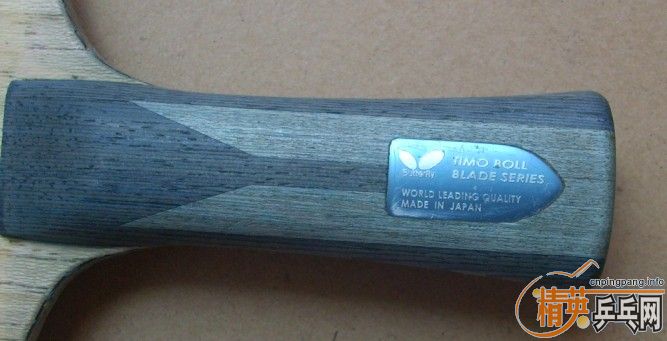 TIMO BOLL
Butterfly
BLADE SERIES
WORLD LEADING QUALITY
MADE IN JAPAN
cnpingpang.info
精英乒乓网